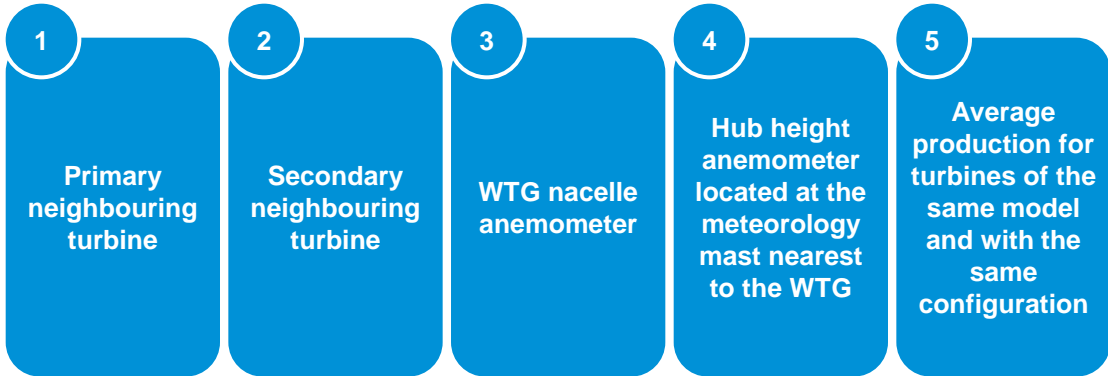 1
Primary
neighbouring
turbine
2
Secondary
neighbouring
turbine
3
WTG nacelle
anemometer
4
Hub height
anemometer
located at the
meteorology
mast nearest
to the WTG
5
Average
production for
turbines of the
same model
and with the
same
configuration